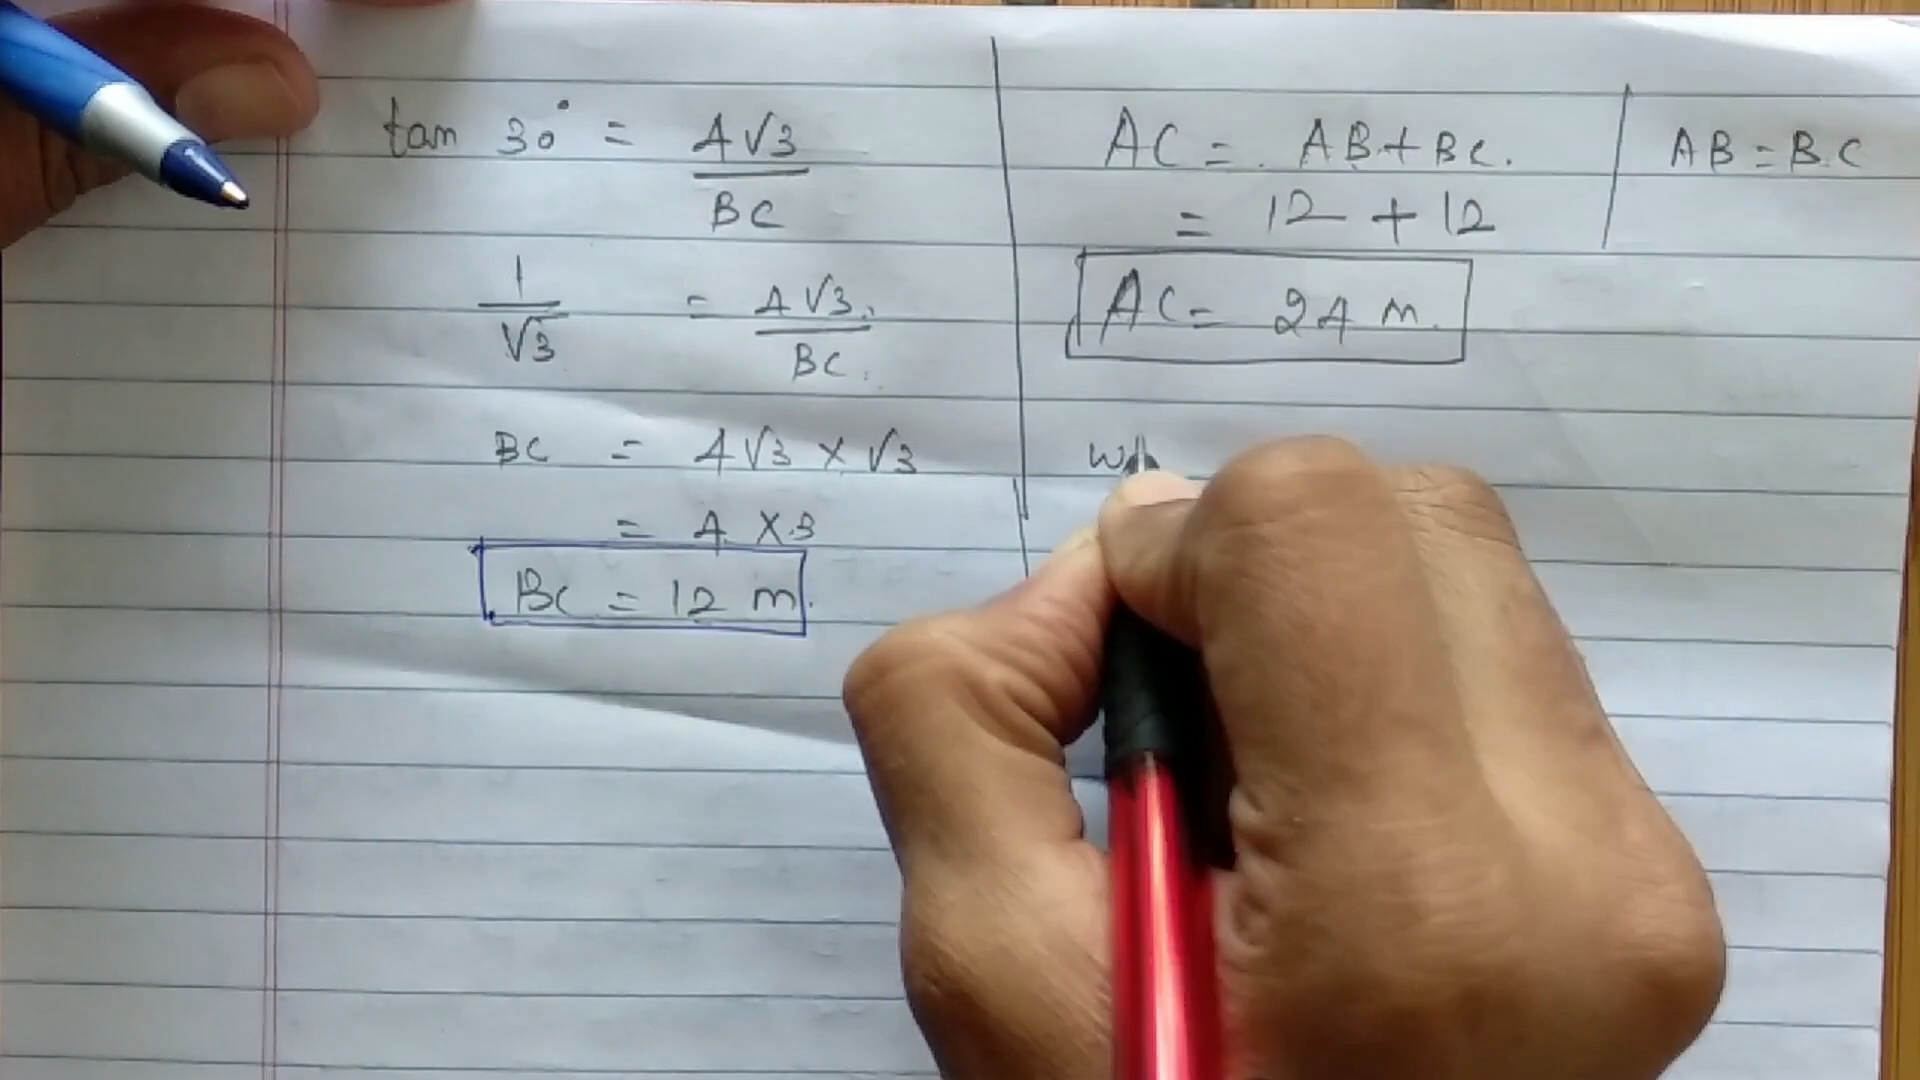 tan 30° = 4√3 / BC
1 / √3 = 4√3 / BC.
BC = 4√3 × √3
= 4 × 3
BC = 12 m.
AC = AB + BC.
= 12 + 12
AC = 24 m.
AB = BC